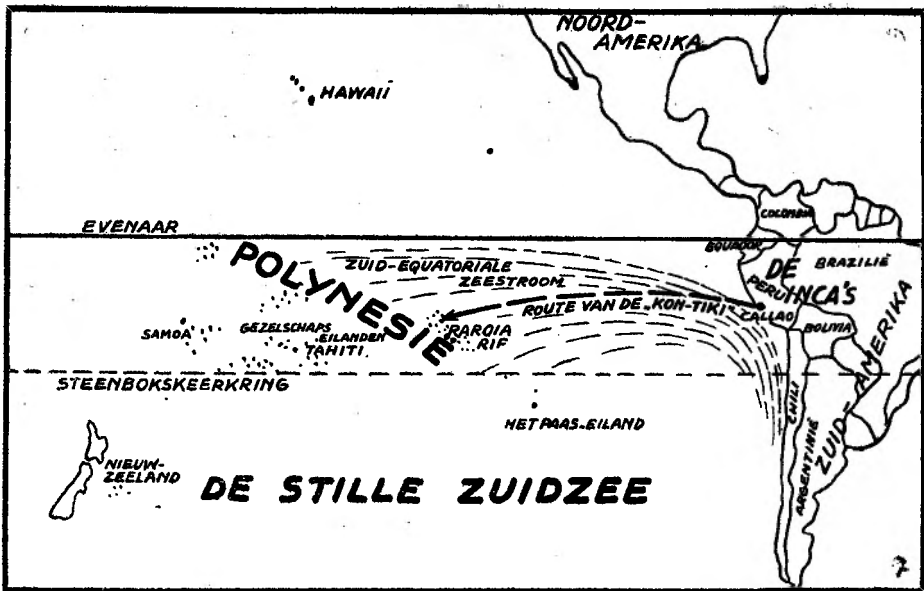 NOORD-
AMERIKA
HAWAII
EVENAAR
COLOMBIA
EQUADOR
POLYNESIË
ZUID-EQUATORIALE
ZEESTROOM
DE
INCA'S
BRAZILIË
PERU
ROUTE VAN DE „KON-TIKI"
CALLAO
SAMOA
GEZELSCHAPS
EILANDEN
TAHITI
RAROIA
RIF
BOLIVIA
STEENBOKSKEERKRING
HET PAAS-EILAND
CHILI
ARGENTINIË
ZUID-AMERIKA
NIEUW-
ZEELAND
DE STILLE ZUIDZEE
7